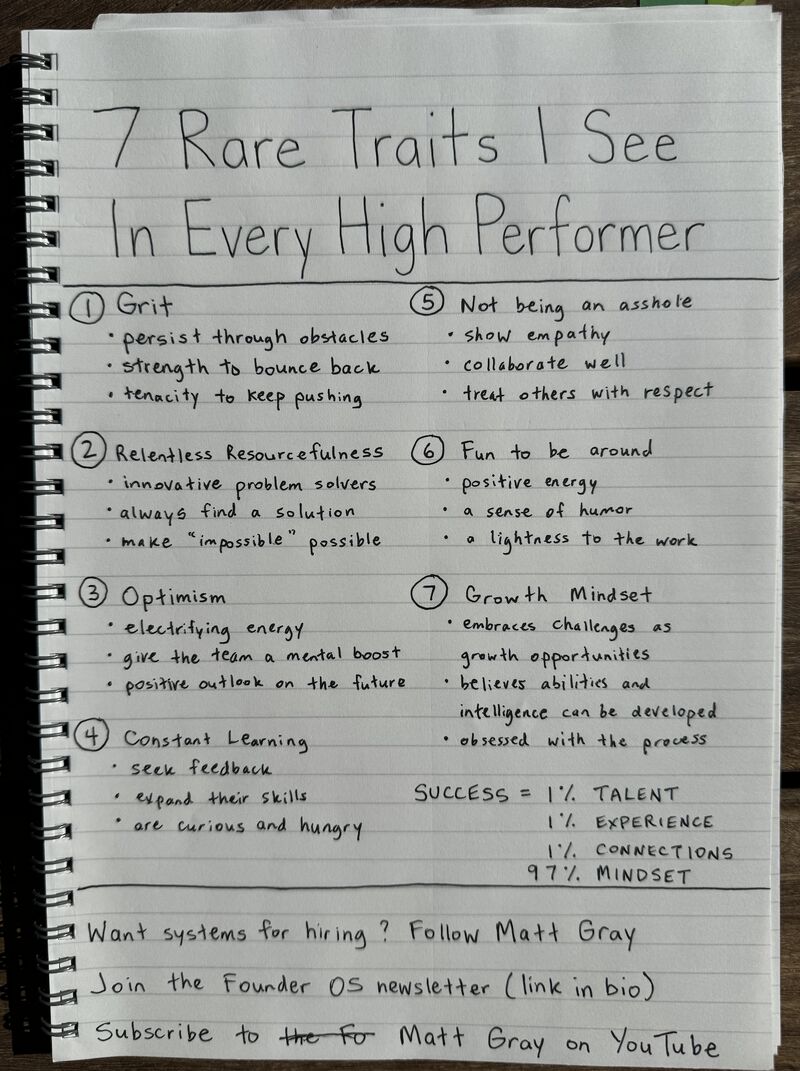 7 Rare Traits I See
In Every High Performer
① Grit
• persist through obstacles
• strength to bounce back
• tenacity to keep pushing
② Relentless Resourcefulness
• innovative problem solvers
• always find a solution
• make "impossible" possible
③ Optimism
• electrifying energy
• give the team a mental boost
• positive outlook on the future
④ Constant Learning
• seek feedback
• expand their skills
• are curious and hungry
⑤ Not being an asshole
• show empathy
• collaborate well
• treat others with respect
⑥ Fun to be around
• positive energy
• a sense of humor
• a lightness to the work
⑦ Growth Mindset
• embraces challenges as
growth opportunities
• believes abilities and
intelligence can be developed
• obsessed with the process
SUCCESS = 1% TALENT
1% EXPERIENCE
1% CONNECTIONS
97% MINDSET
Want systems for hiring? Follow Matt Gray
Join the Founder OS newsletter (link in bio)
Subscribe to the Fo Matt Gray on YouTube